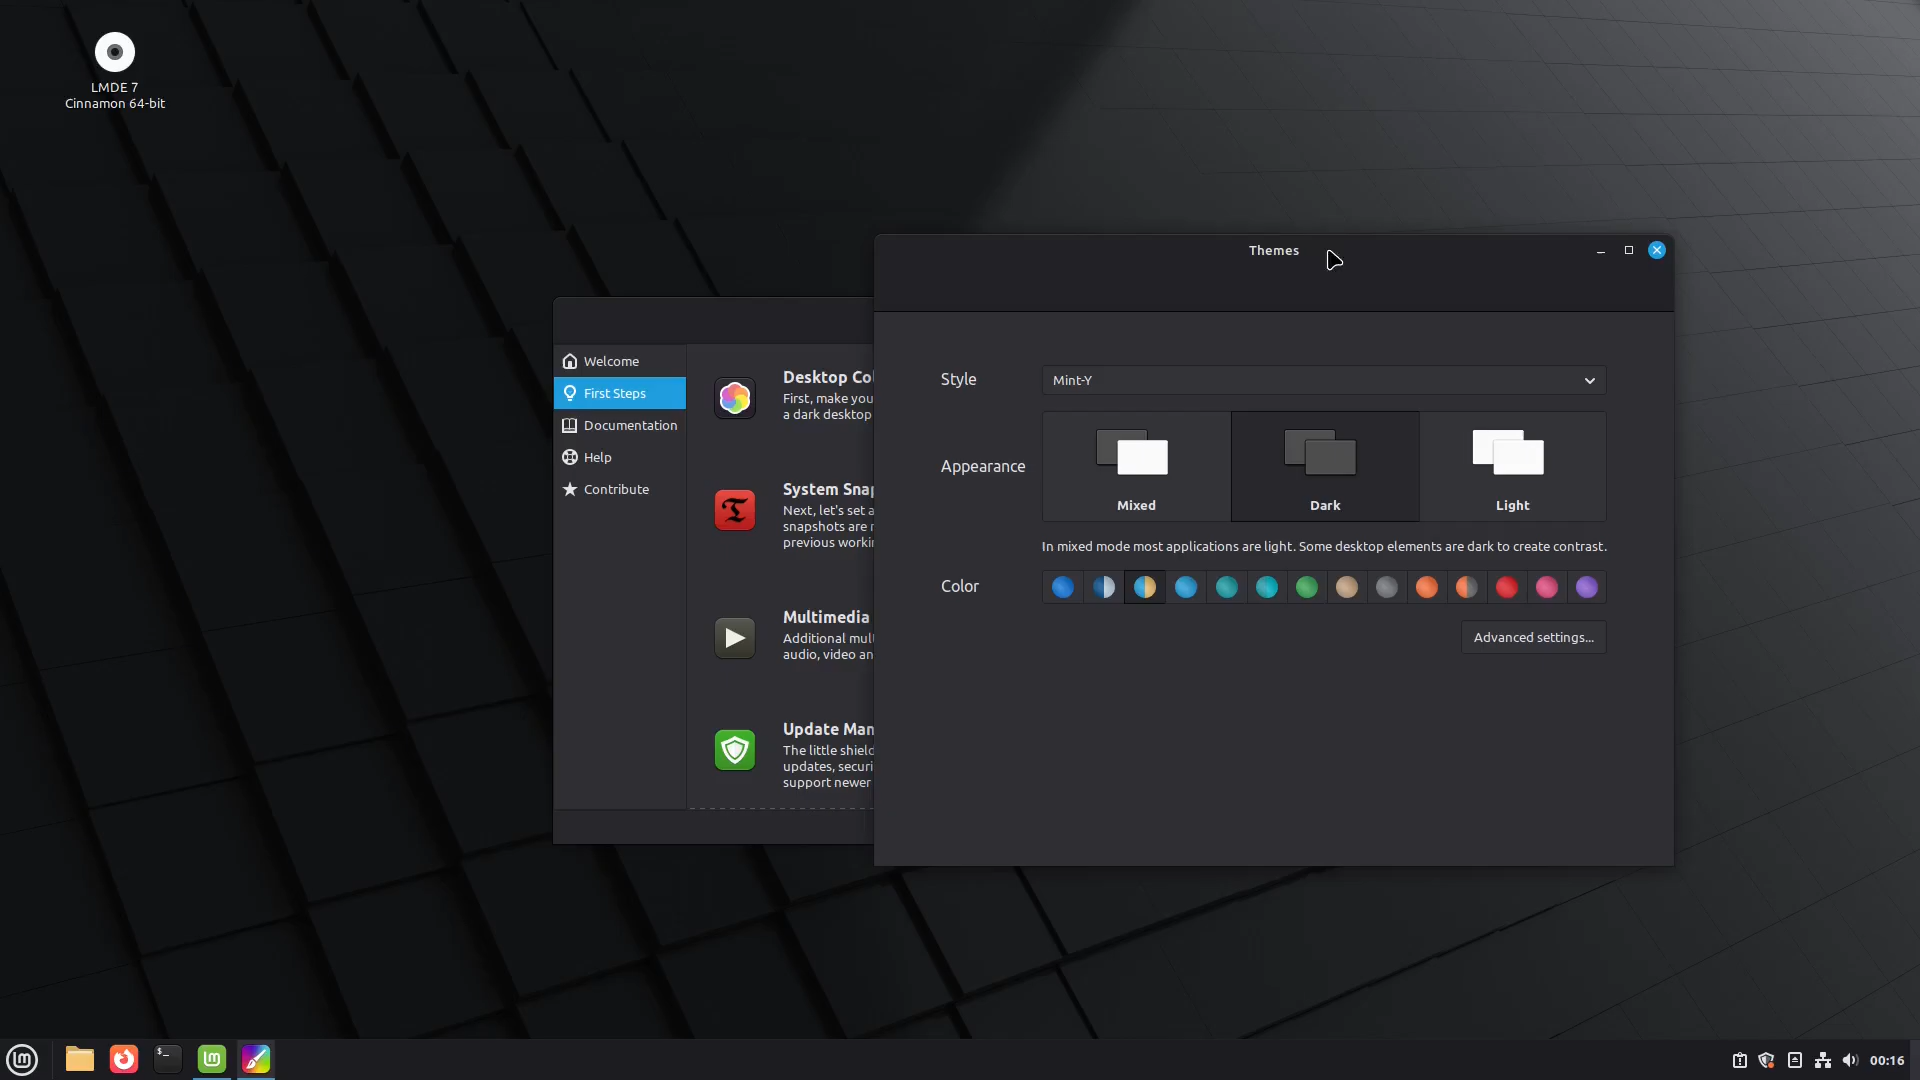 LMDE 7
Cinnamon 64-bit
Themes
Welcome
First Steps
Documentation
Help
Contribute
Desktop Co
First, make you
a dark desktop
System Snap
Next, let's set a
snapshots are
previous worki
Multimedia
Additional mul
audio, video an
Update Man
The little shield
updates, securi
support newer
Style
Mint-Y
Appearance
Mixed
Dark
Light
In mixed mode most applications are light. Some desktop elements are dark to create contrast.
Color
Advanced settings...
$_
00:16